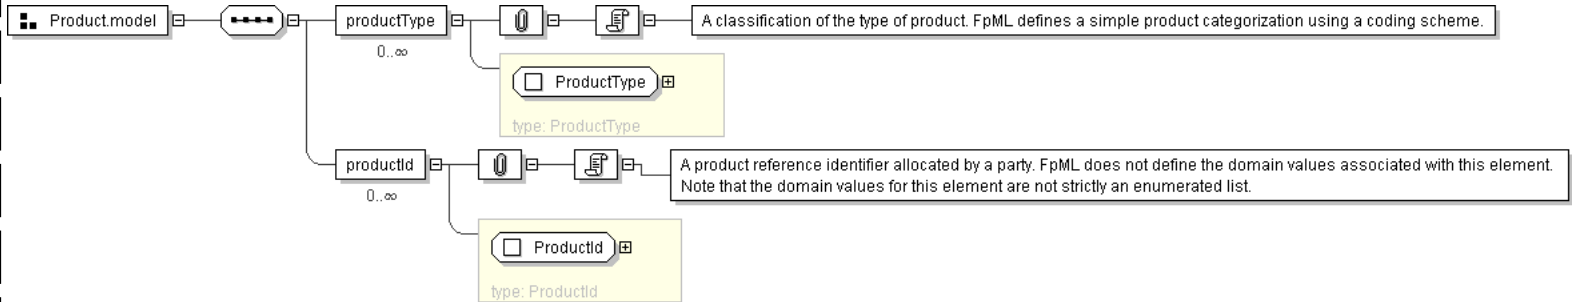 Product.model
productType
A classification of the type of product. FpML defines a simple product categorization using a coding scheme.
0..∞
ProductType
type: ProductType
productId
A product reference identifier allocated by a party. FpML does not define the domain values associated with this element.
Note that the domain values for this element are not strictly an enumerated list.
0..∞
ProductId
type: ProductId